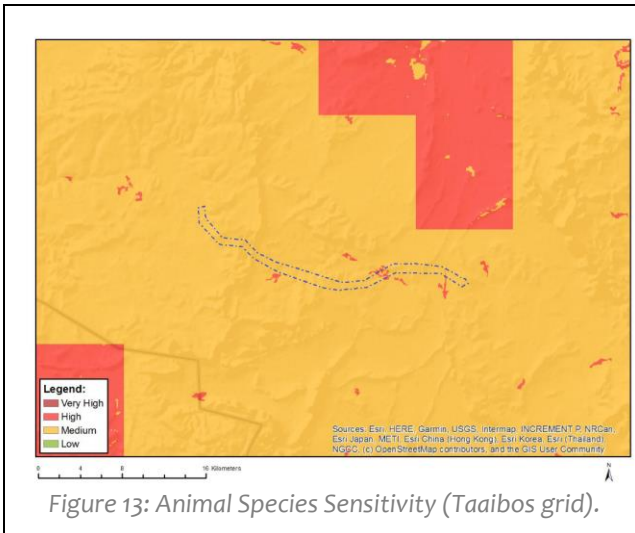 Legend:
Very High
High
Medium
Low
Sources: Esri, HERE, Garmin, USGS, Intermap, INCREMENT P, NRCan,
Esri Japan, METI, Esri China (Hong Kong), Esri Korea, Esri (Thailand),
NGCC, (c) OpenStreetMap contributors, and the GIS User Community
0 4 8 16 Kilometers
N
Figure 13: Animal Species Sensitivity (Taaibos grid).